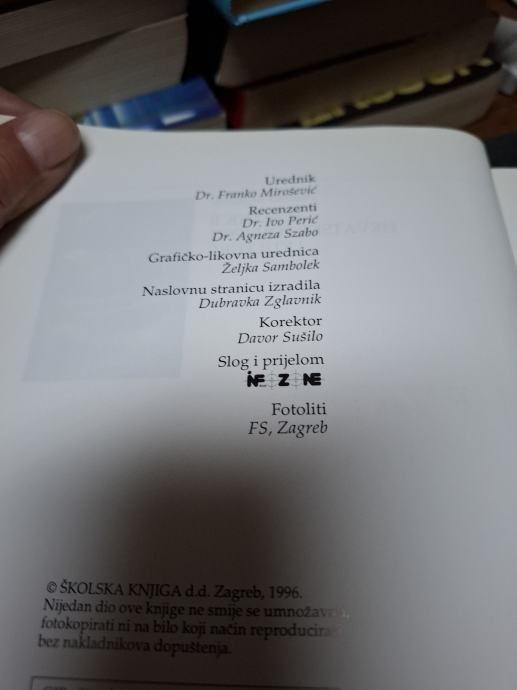 Urednik
Dr. Franko Mirošević
Recenzenti
Dr. Ivo Perić
Dr. Agneza Szabo
Grafičko-likovna urednica
Željka Sambolek
Naslovnu stranicu izradila
Dubravka Zglavnik
Korektor
Davor Sušilo
Slog i prijelom
Fotoliti
FS, Zagreb
© ŠKOLSKA KNJIGA d.d. Zagreb, 1996.
Nijedan dio ove knjige ne smije se umnožavati,
fotokopirati ni na bilo koji način reproducirati
bez nakladnikova dopuštenja.